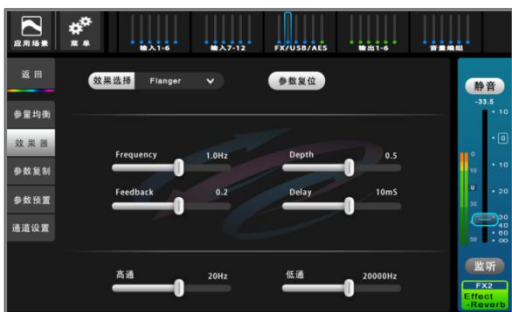 应用场景
菜单
输入1-6
输入7-12
FX/USB/AES
输出1-6
音量编组
返回
效果选择 Flanger
参数复位
静音
-33.5
参量均衡
效果器
参数复制
参数预置
通道设置
Frequency 1.0Hz
Depth 0.5
Feedback 0.2
Delay 10mS
高通 20Hz
低通 20000Hz
10
0
10
20
30
40
60
∞
0
10
30
50
监听
FX2
Effect
-Reverb